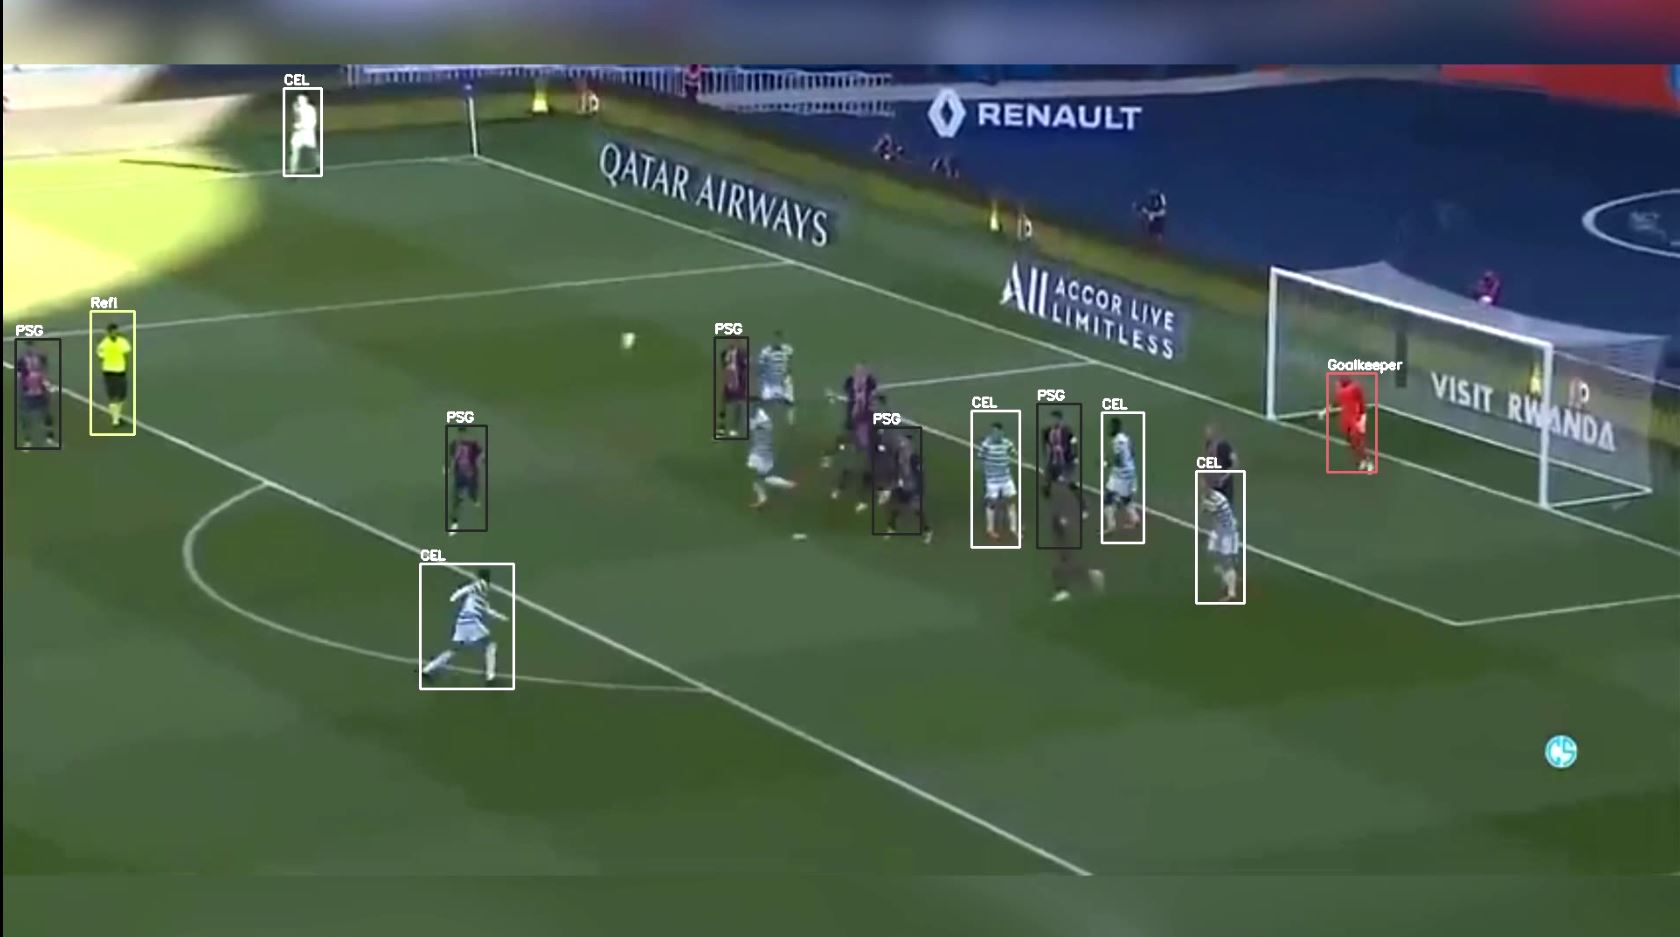 CEL
RENAULT
QATAR AIRWAYS
Refi
PSG
PSG
All ACCOR LIVE
LIMITLESS
Goalkeeper
VISIT RWANDA
PSG
PSG
CEL
PSG
CEL
CEL
CEL
CS